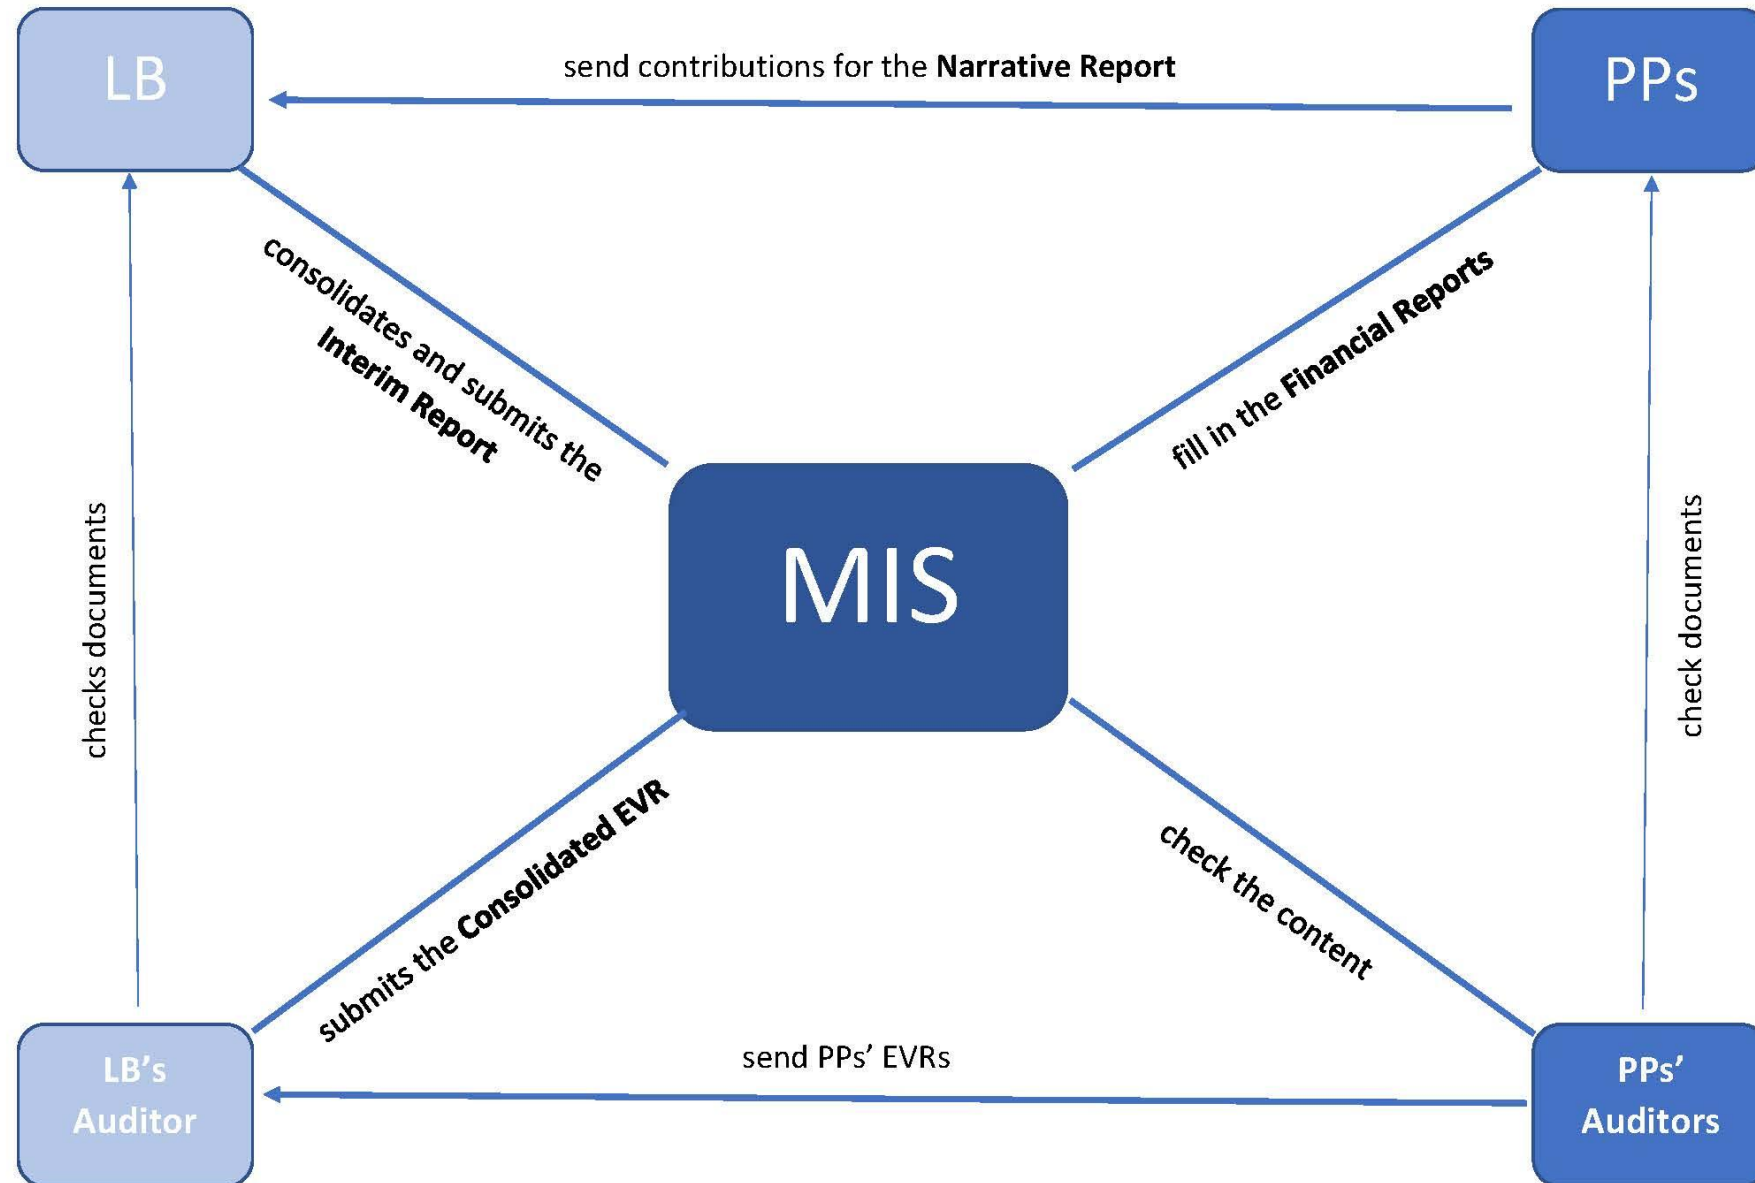 LB
send contributions for the Narrative Report
PPs
consolidates and submits the
Interim Report
fill in the Financial Reports
checks documents
MIS
check documents
submits the Consolidated EVR
check the content
LB’s
Auditor
send PPs’ EVRs
PPs’
Auditors